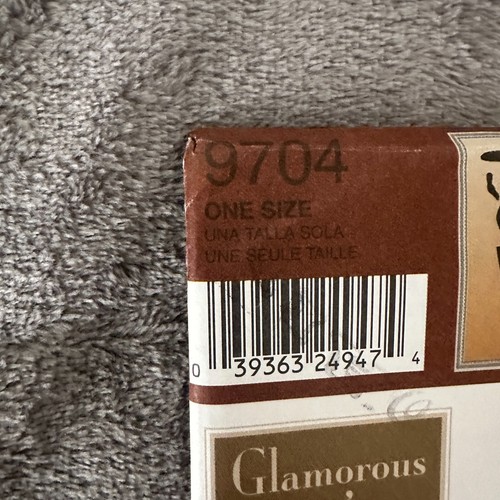 9704
ONE SIZE
UNA TALLA SOLA
UNE SEULE TAILLE
0 39363 24947 4
Glamorous